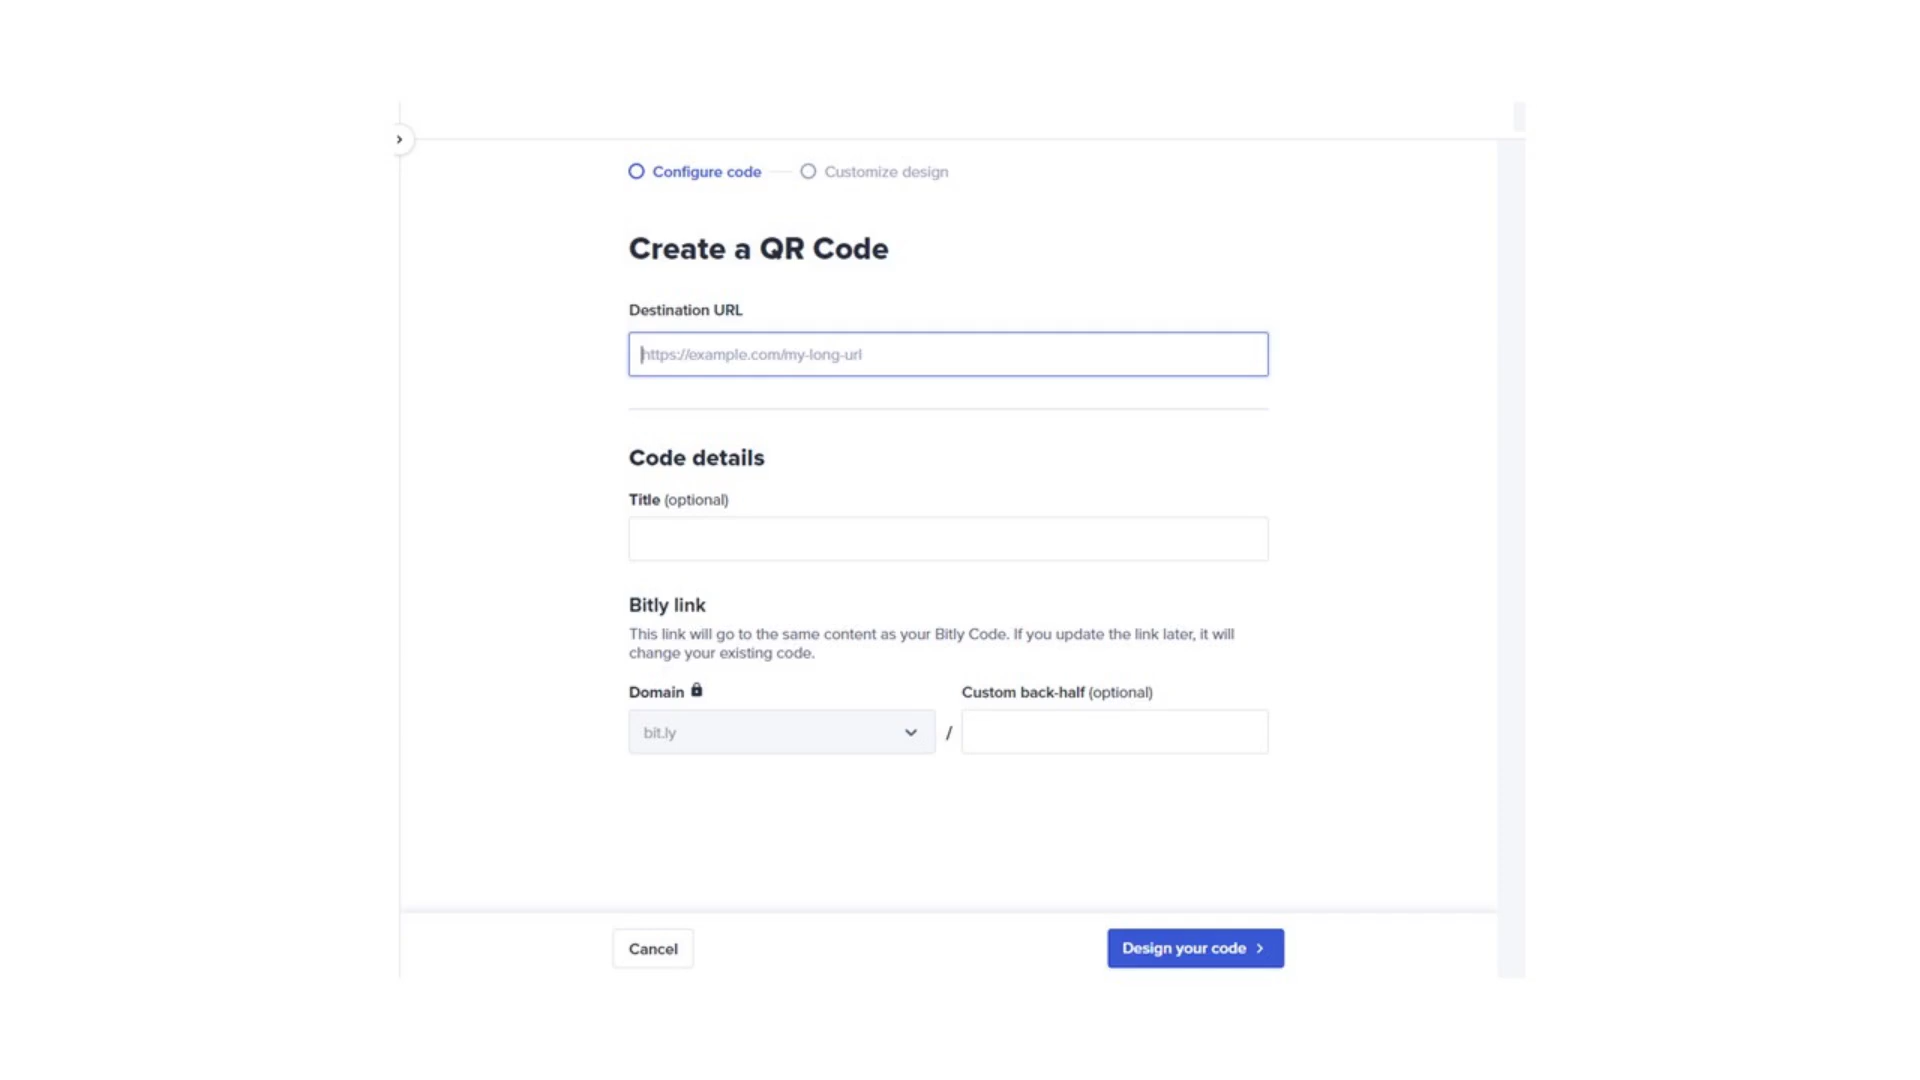 Configure code
Customize design
Create a QR Code
Destination URL
https://example.com/my-long-url
Code details
Title (optional)
Bitly link
This link will go to the same content as your Bitly Code. If you update the link later, it will
change your existing code.
Domain
Custom back-half (optional)
bit.ly
/
Cancel
Design your code